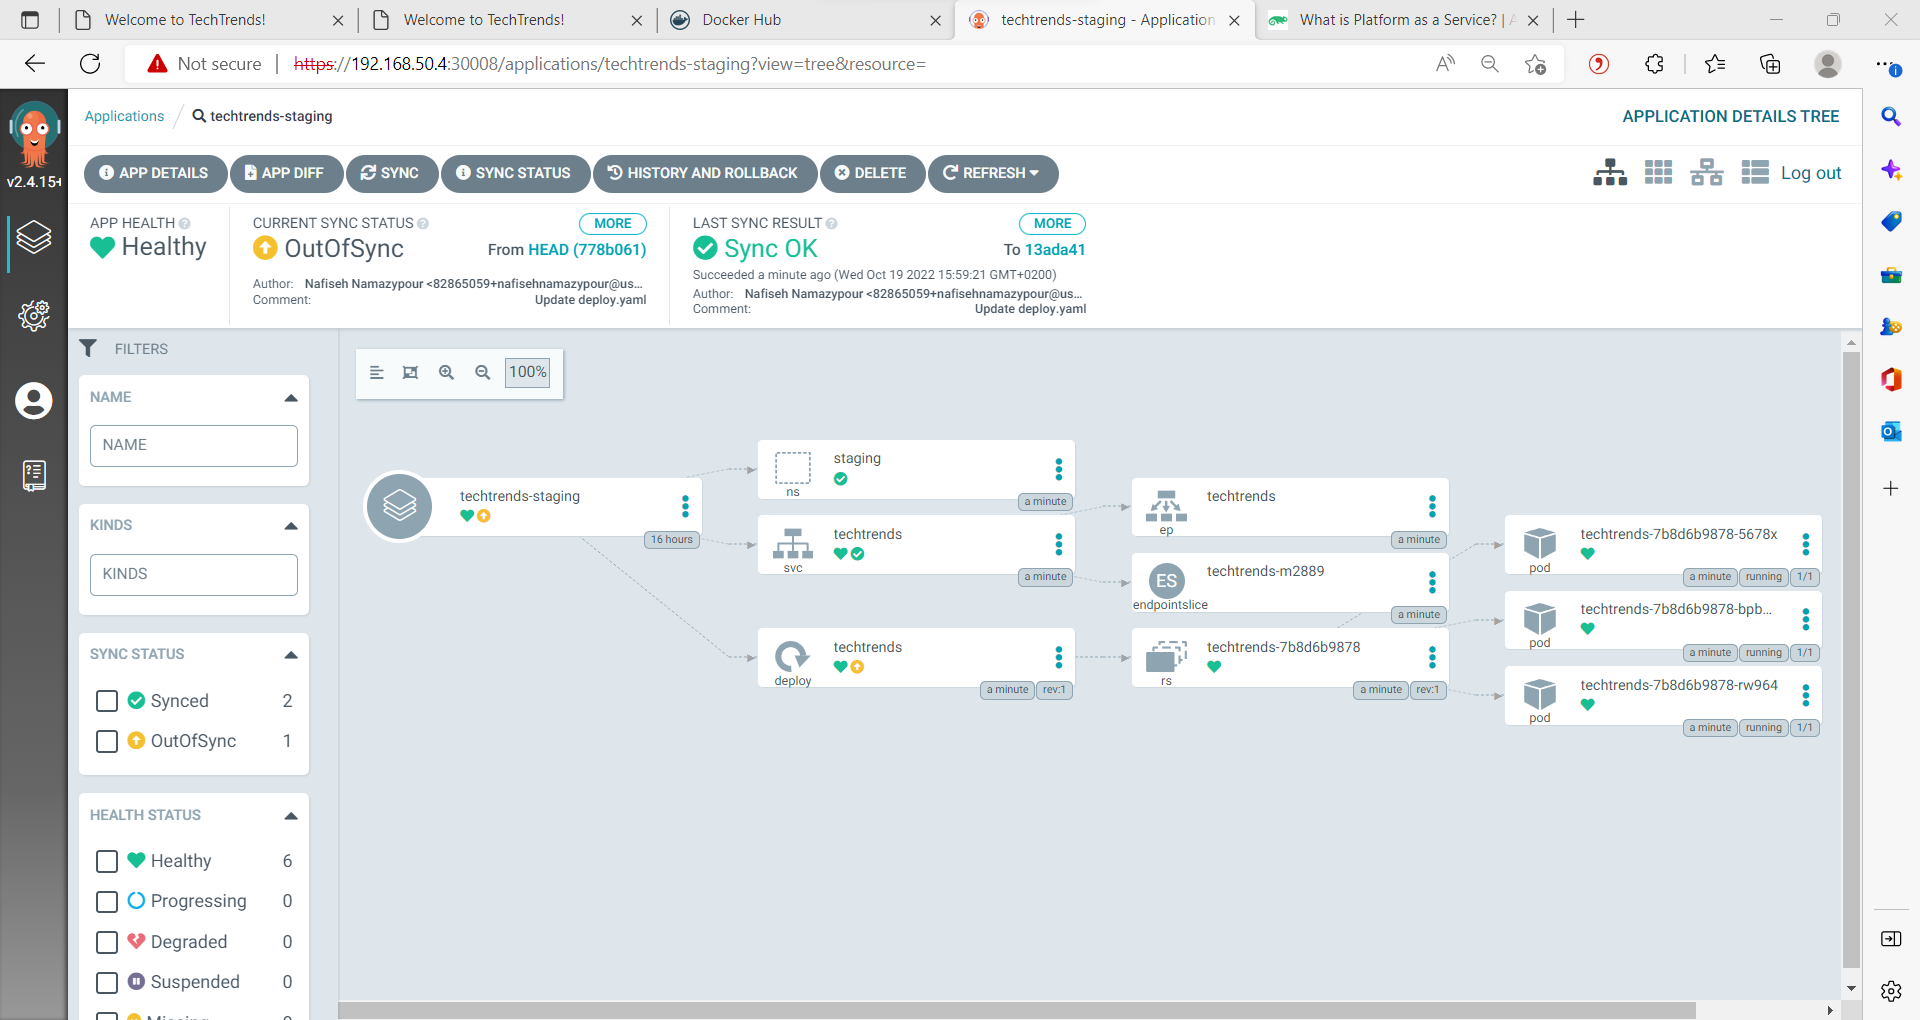 Welcome to TechTrends!
Welcome to TechTrends!
Docker Hub
techtrends-staging - Application
What is Platform as a Service? | A
Not secure
https://192.168.50.4:30008/applications/techtrends-staging?view=tree&resource=
v2.4.15+
Applications / techtrends-staging
APPLICATION DETAILS TREE
APP DETAILS
APP DIFF
SYNC
SYNC STATUS
HISTORY AND ROLLBACK
DELETE
REFRESH
Log out
APP HEALTH
Healthy
CURRENT SYNC STATUS
MORE
OutOfSync
From HEAD (778b061)
Author: Nafiseh Namazypour <82865059+nafisehnamazypour@us...
Comment: Update deploy.yaml
LAST SYNC RESULT
MORE
Sync OK
To 13ada41
Succeeded a minute ago (Wed Oct 19 2022 15:59:21 GMT+0200)
Author: Nafiseh Namazypour <82865059+nafisehnamazypour@us...
Comment: Update deploy.yaml
FILTERS
NAME
NAME
KINDS
KINDS
SYNC STATUS
Synced 2
OutOfSync 1
HEALTH STATUS
Healthy 6
Progressing 0
Degraded 0
Suspended 0
100%
techtrends-staging
16 hours
ns
staging
a minute
svc
techtrends
a minute
deploy
techtrends
a minute
rev:1
ep
techtrends
a minute
ES
endpointslice
techtrends-m2889
a minute
rs
techtrends-7b8d6b9878
a minute
rev:1
pod
techtrends-7b8d6b9878-5678x
a minute
running
1/1
pod
techtrends-7b8d6b9878-bpb...
a minute
running
1/1
pod
techtrends-7b8d6b9878-rw964
a minute
running
1/1